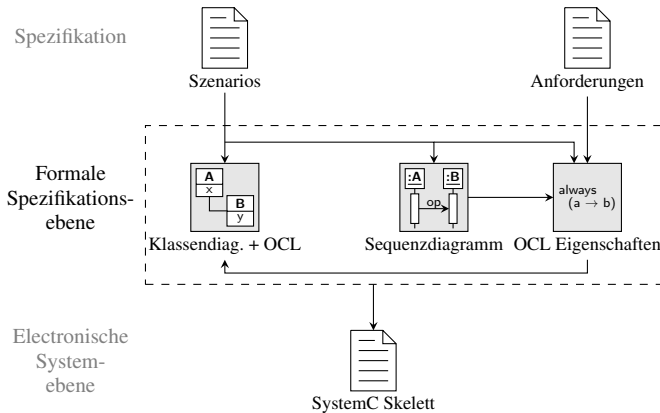 Spezifikation
Szenarios
Anforderungen
Formale
Spezifikations-
ebene
A
x
B
y
:A
:B
op
always
(a → b)
Klassendiag. + OCL
Sequenzdiagramm
OCL Eigenschaften
Electronische
System-
ebene
SystemC Skelett